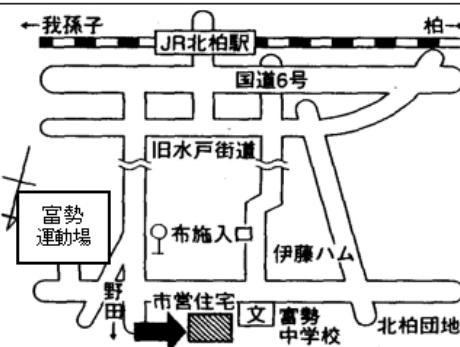 ←我孫子
柏→
JR北柏駅
国道6号
旧水戸街道
富勢
運動場
布施入口
伊藤ハム
野田↓
市営住宅
文
富勢
中学校
北柏団地